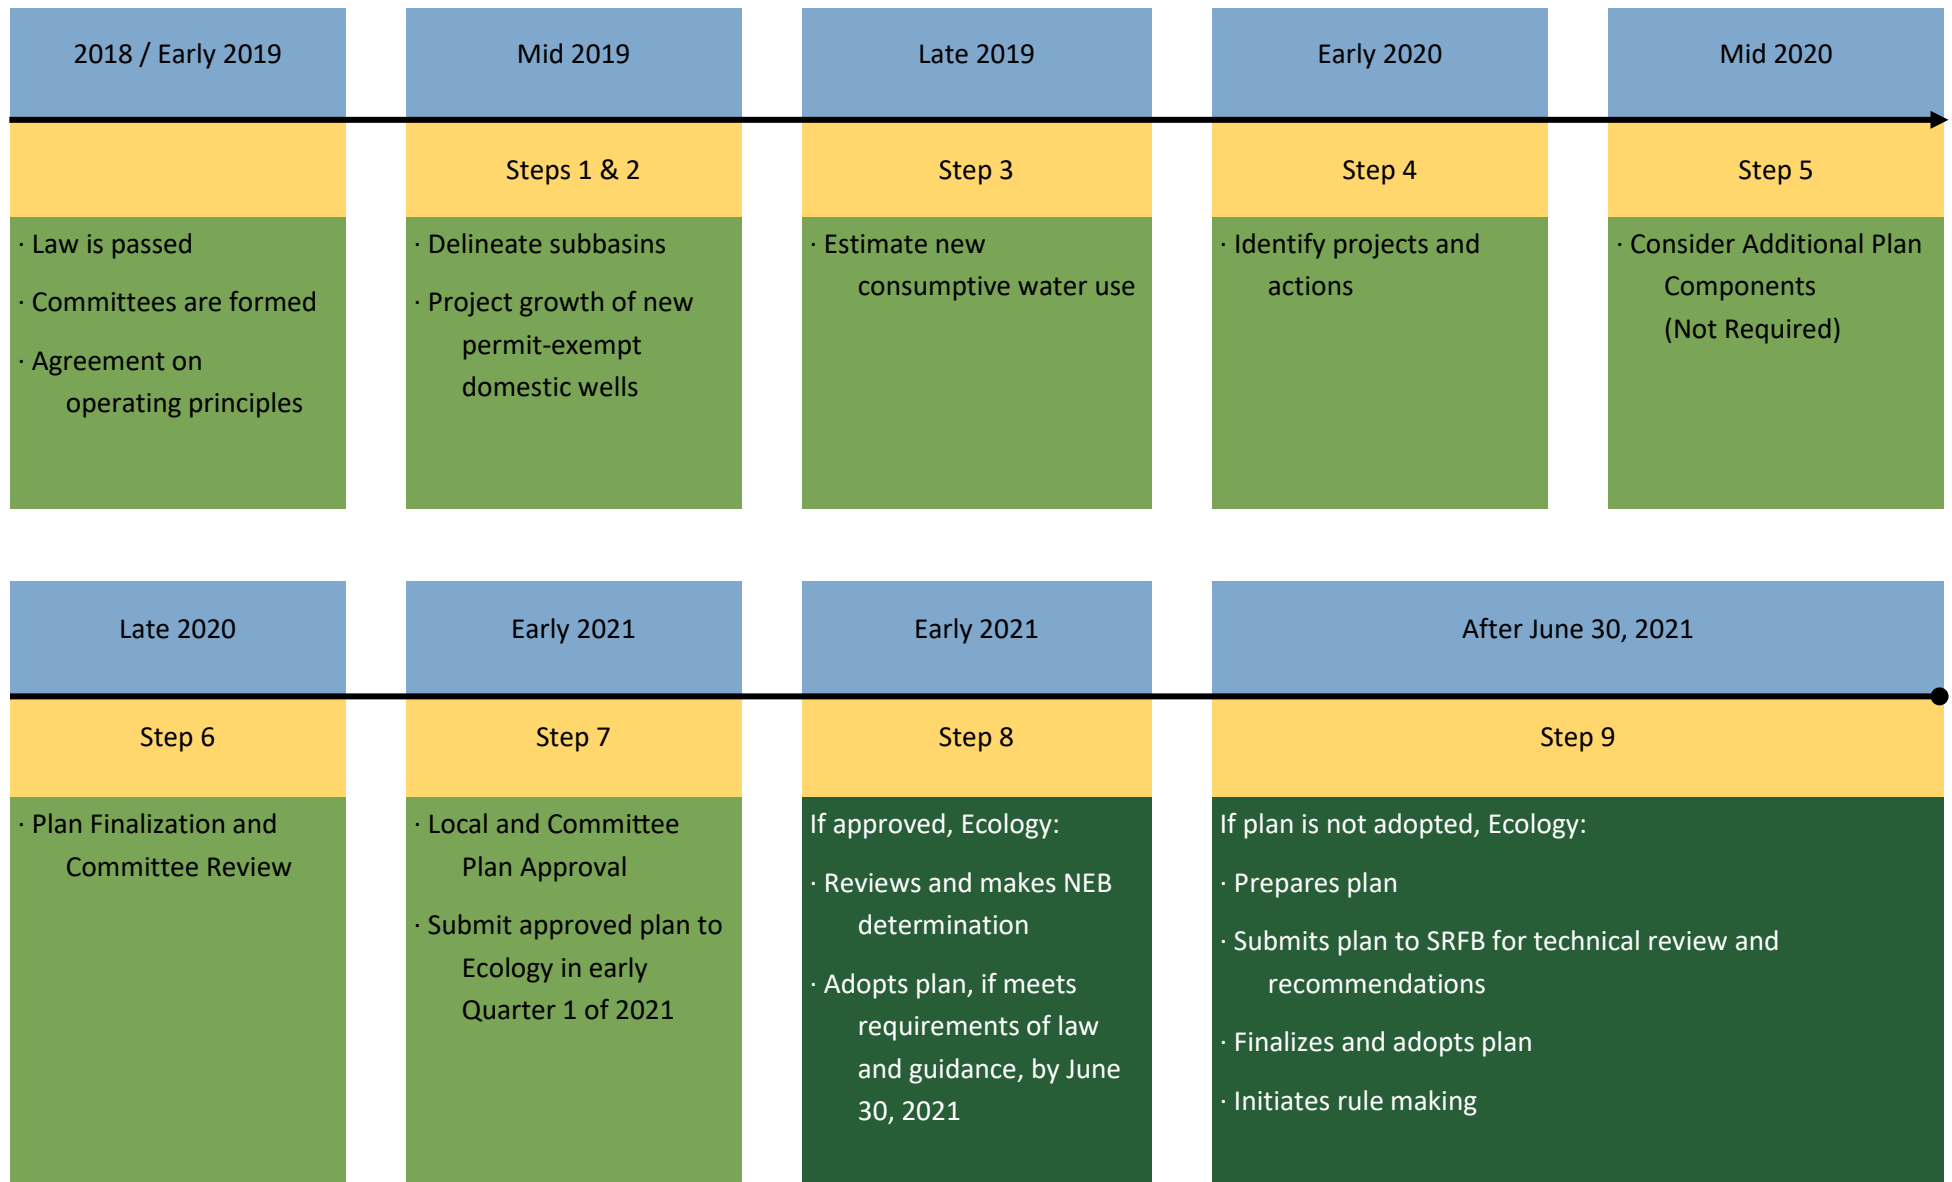 2018 / Early 2019
Mid 2019
Late 2019
Early 2020
Mid 2020
Steps 1 & 2
Step 3
Step 4
Step 5
· Law is passed
· Committees are formed
· Agreement on
operating principles
· Delineate subbasins
· Project growth of new
permit-exempt
domestic wells
· Estimate new
consumptive water use
· Identify projects and
actions
· Consider Additional Plan
Components
(Not Required)
Late 2020
Early 2021
Early 2021
After June 30, 2021
Step 6
Step 7
Step 8
Step 9
· Plan Finalization and
Committee Review
· Local and Committee
Plan Approval
· Submit approved plan to
Ecology in early
Quarter 1 of 2021
If approved, Ecology:
· Reviews and makes NEB
determination
· Adopts plan, if meets
requirements of law
and guidance, by June
30, 2021
If plan is not adopted, Ecology:
· Prepares plan
· Submits plan to SRFB for technical review and
recommendations
· Finalizes and adopts plan
· Initiates rule making